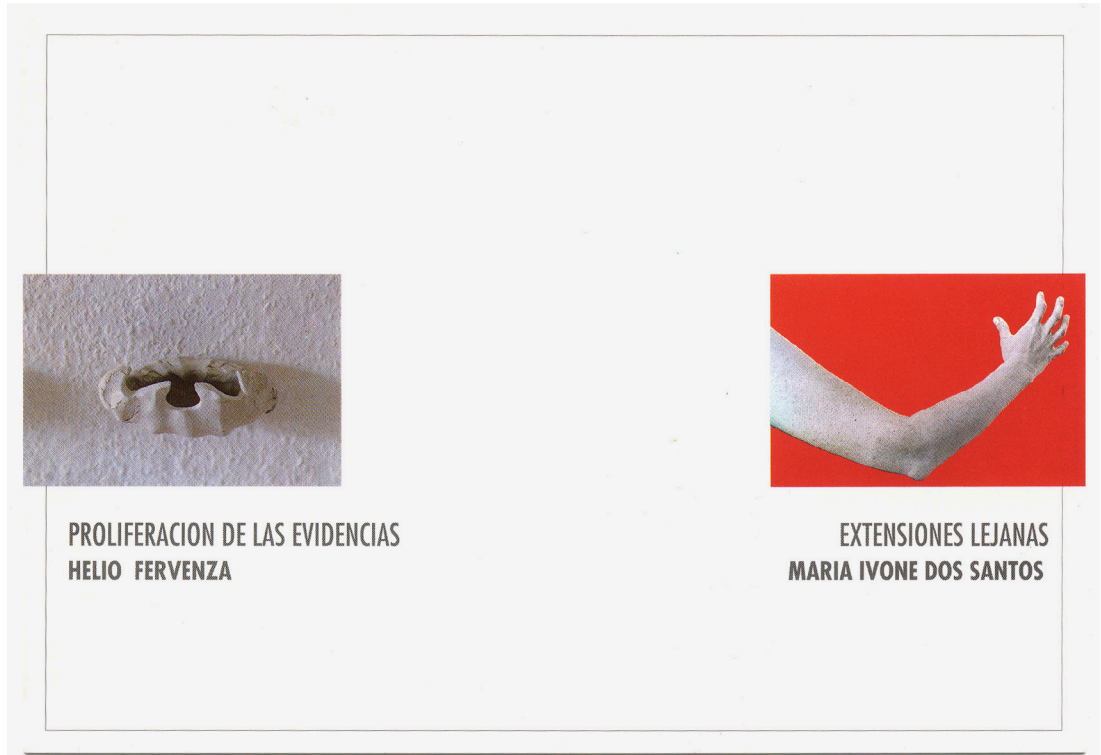 PROLIFERACION DE LAS EVIDENCIAS
HELIO FERVENZA
EXTENSIONES LEJANAS
MARIA IVONE DOS SANTOS